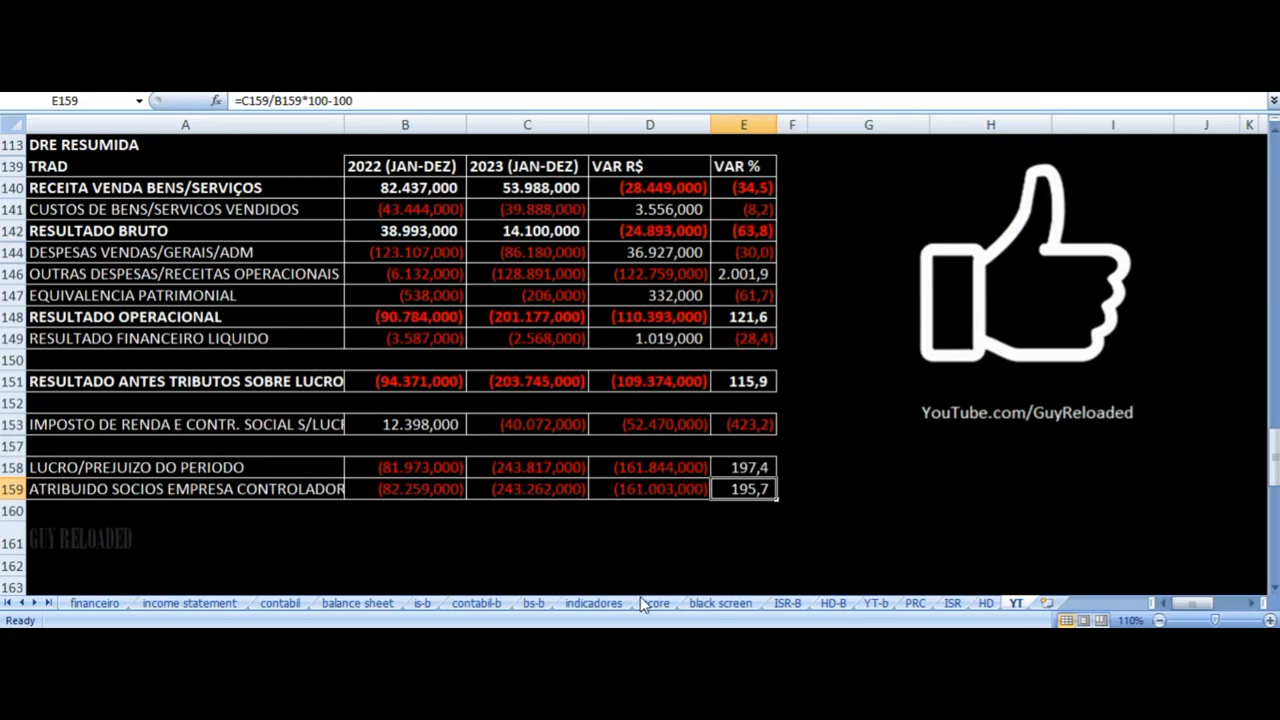 E159 fx =C159/B159*100-100
A B C D E F G H I J K
113 DRE RESUMIDA
139 TRAD 2022 (JAN-DEZ) 2023 (JAN-DEZ) VAR R$ VAR %
140 RECEITA VENDA BENS/SERVIÇOS 82.437,000 53.988,000 (28.449,000) (34,5)
141 CUSTOS DE BENS/SERVICOS VENDIDOS (43.444,000) (39.888,000) 3.556,000 (8,2)
142 RESULTADO BRUTO 38.993,000 14.100,000 (24.893,000) (63,8)
144 DESPESAS VENDAS/GERAIS/ADM (123.107,000) (86.180,000) 36.927,000 (30,0)
146 OUTRAS DESPESAS/RECEITAS OPERACIONAIS (6.132,000) (128.891,000) (122.759,000) 2.001,9
147 EQUIVALENCIA PATRIMONIAL (538,000) (206,000) 332,000 (61,7)
148 RESULTADO OPERACIONAL (90.784,000) (201.177,000) (110.393,000) 121,6
149 RESULTADO FINANCEIRO LIQUIDO (3.587,000) (2.568,000) 1.019,000 (28,4)
150
151 RESULTADO ANTES TRIBUTOS SOBRE LUCRO (94.371,000) (203.745,000) (109.374,000) 115,9
152
153 IMPOSTO DE RENDA E CONTR. SOCIAL S/LUCR 12.398,000 (40.072,000) (52.470,000) (423,2)
YouTube.com/GuyReloaded
157
158 LUCRO/PREJUIZO DO PERIODO (81.973,000) (243.817,000) (161.844,000) 197,4
159 ATRIBUIDO SOCIOS EMPRESA CONTROLADOR (82.259,000) (243.262,000) (161.003,000) 195,7
160
161 GUY RELOADED
162
163
financeiro income statement contabil balance sheet is-b contabil-b bs-b indicadores score black screen ISR-B HD-B YT-b PRC ISR HD YT
Ready 110%